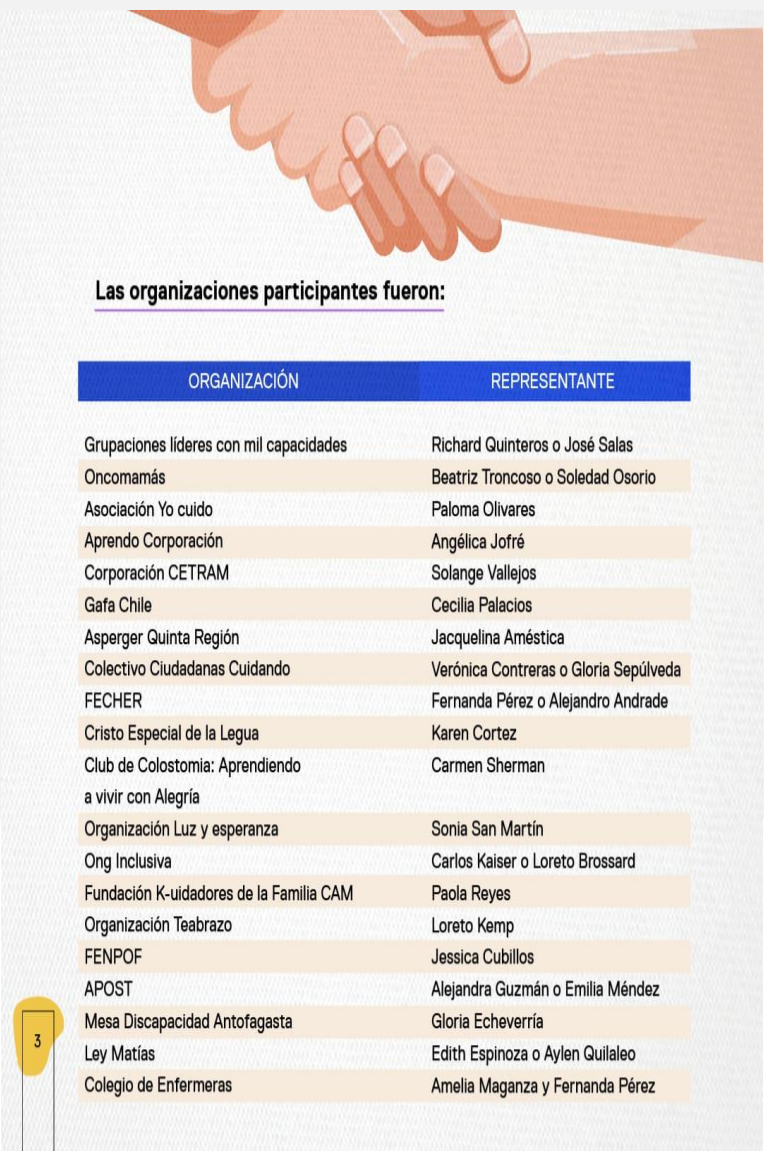 Las organizaciones participantes fueron:
ORGANIZACIÓN REPRESENTANTE
Grupaciones líderes con mil capacidades Richard Quinteros o José Salas
Oncomamás Beatriz Troncoso o Soledad Osorio
Asociación Yo cuido Paloma Olivares
Aprendo Corporación Angélica Jofré
Corporación CETRAM Solange Vallejos
Gafa Chile Cecilia Palacios
Asperger Quinta Región Jacquelina Améstica
Colectivo Ciudadanas Cuidando Verónica Contreras o Gloria Sepúlveda
FECHER Fernanda Pérez o Alejandro Andrade
Cristo Especial de la Legua Karen Cortez
Club de Colostomia: Aprendiendo Carmen Sherman
a vivir con Alegría
Organización Luz y esperanza Sonia San Martín
Ong Inclusiva Carlos Kaiser o Loreto Brossard
Fundación K-uidadores de la Familia CAM Paola Reyes
Organización Teabrazo Loreto Kemp
FENPOF Jessica Cubillos
APOST Alejandra Guzmán o Emilia Méndez
Mesa Discapacidad Antofagasta Gloria Echeverría
Ley Matías Edith Espinoza o Aylen Quilaleo
Colegio de Enfermeras Amelia Maganza y Fernanda Pérez
3